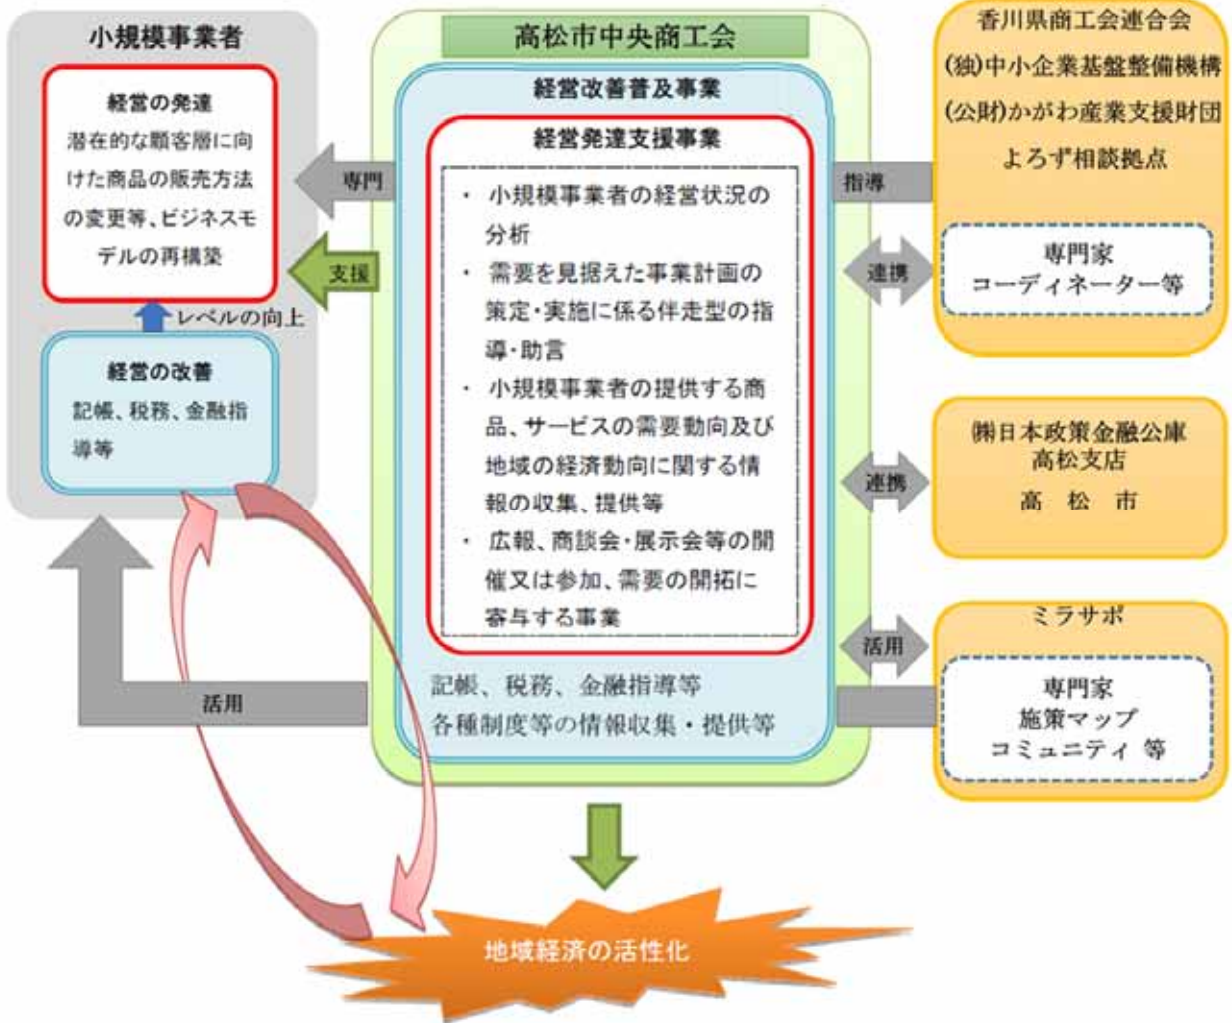 小規模事業者
経営の発達
潜在的な顧客層に向
けた商品の販売方法
の変更等、ビジネスモ
デルの再構築
レベルの向上
経営の改善
記帳、税務、金融指
導等
専門
支援
活用
高松市中央商工会
経営改善普及事業
経営発達支援事業
・ 小規模事業者の経営状況の
分析
・ 需要を見据えた事業計画の
策定・実施に係る伴走型の指
導・助言
・ 小規模事業者の提供する商
品、サービスの需要動向及び
地域の経済動向に関する情
報の収集、提供等
・ 広報、商談会・展示会等の開
催又は参加、需要の開拓に
寄与する事業
記帳、税務、金融指導等
各種制度等の情報収集・提供等
指導
連携
連携
活用
香川県商工会連合会
(独)中小企業基盤整備機構
(公財)かがわ産業支援財団
よろず相談拠点
専門家
コーディネーター等
㈱日本政策金融公庫
高松支店
高 松 市
ミラサポ
専門家
施策マップ
コミュニティ 等
地域経済の活性化